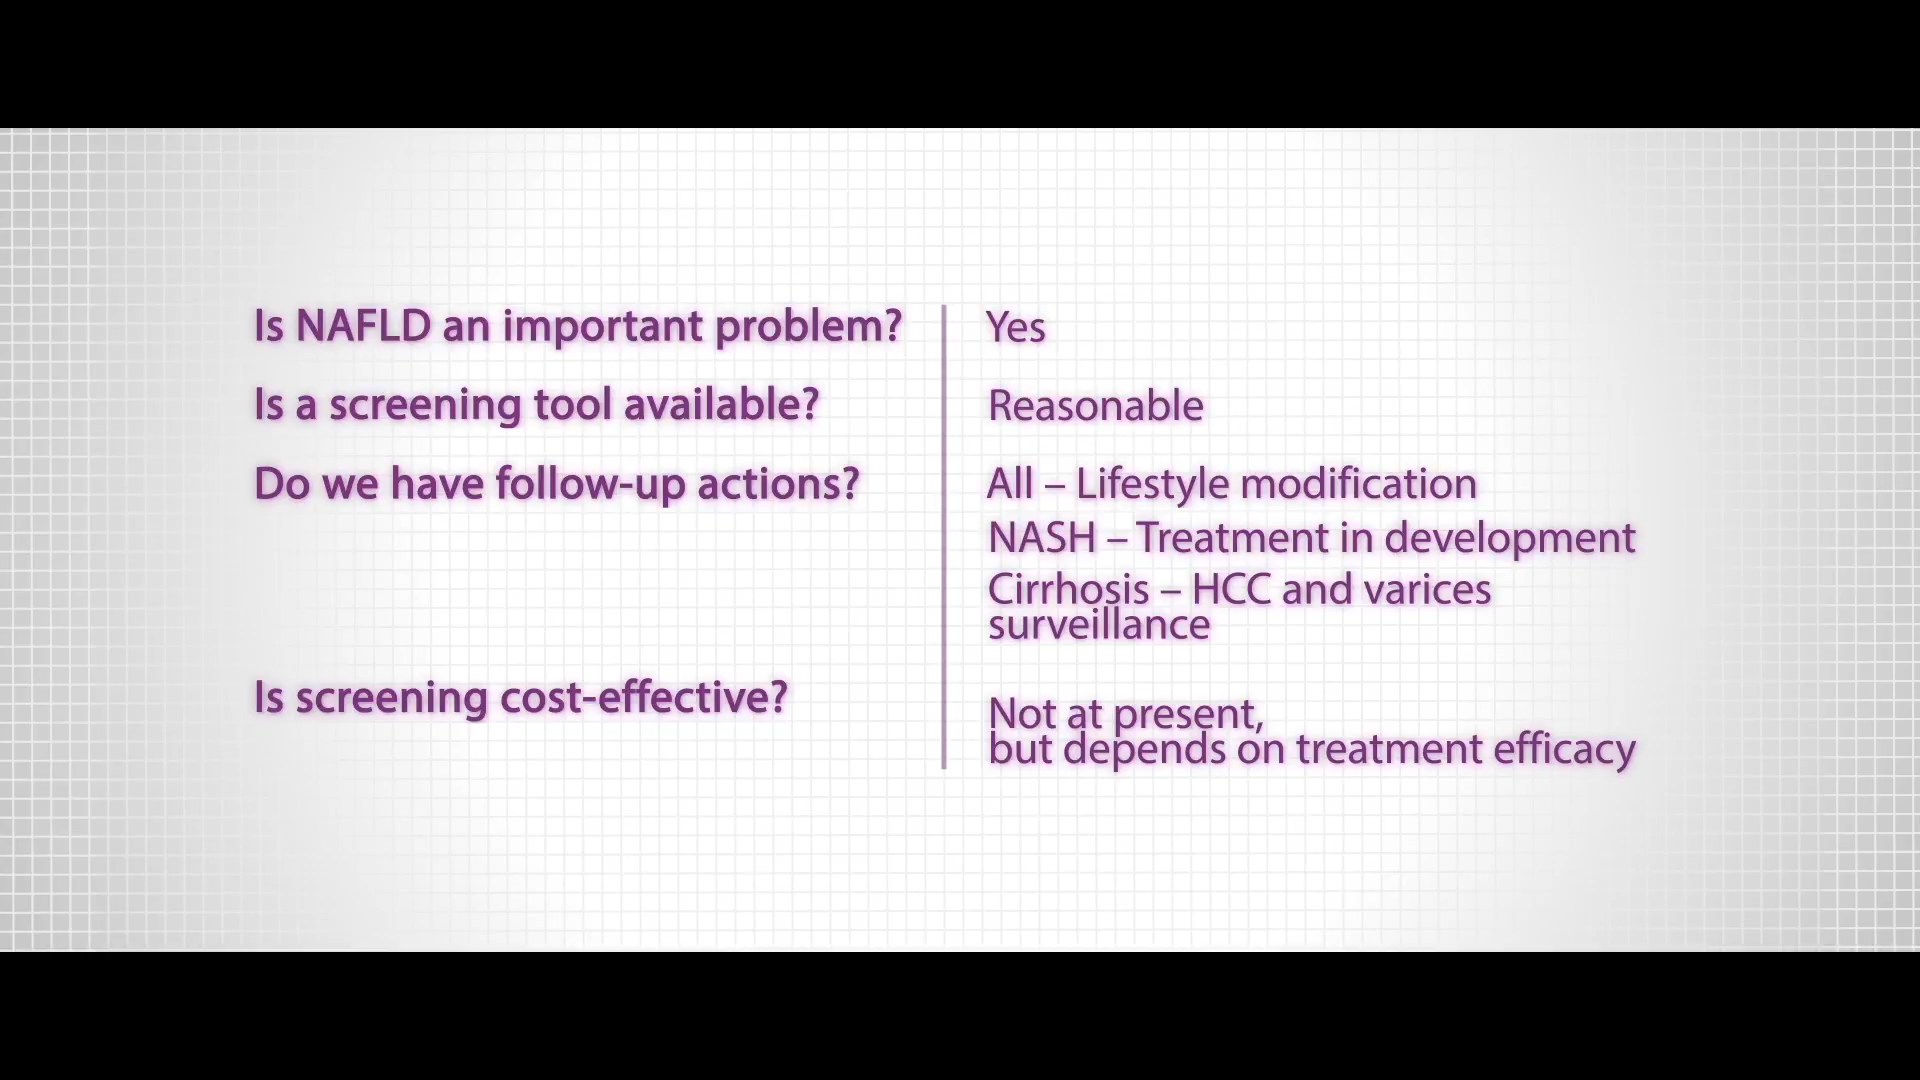 Is NAFLD an important problem?
Yes
Is a screening tool available?
Reasonable
Do we have follow-up actions?
All – Lifestyle modification
NASH – Treatment in development
Cirrhosis – HCC and varices
surveillance
Is screening cost-effective?
Not at present,
but depends on treatment efficacy